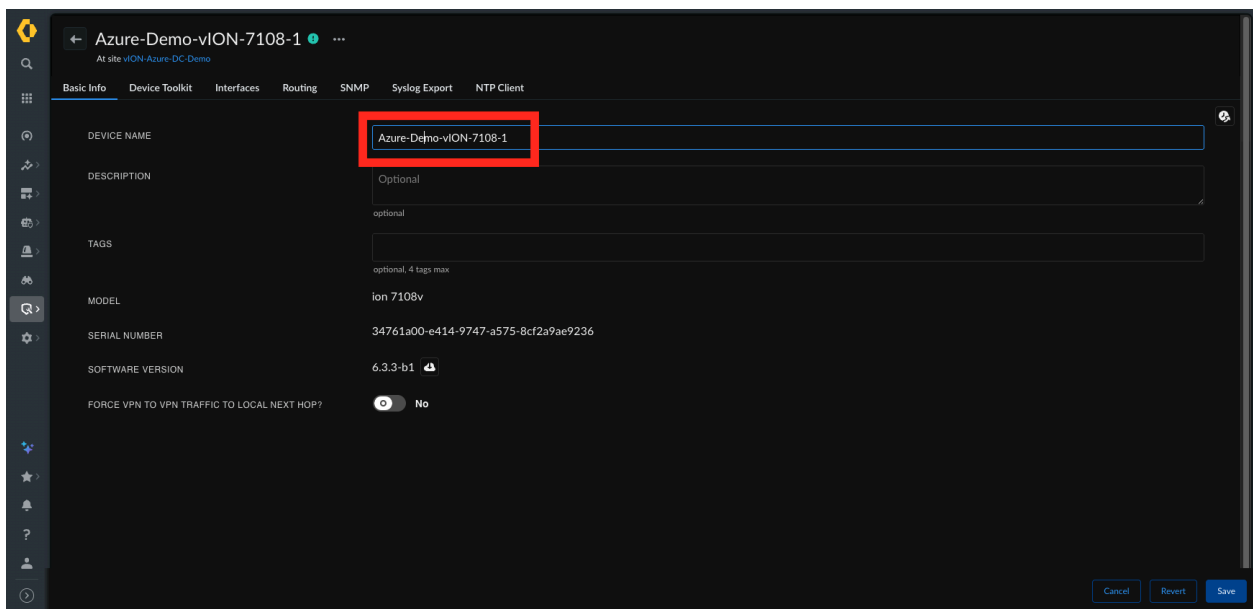 Azure-Demo-vION-7108-1
At site vION-Azure-DC-Demo
Basic Info Device Toolkit Interfaces Routing SNMP Syslog Export NTP Client
DEVICE NAME
Azure-Demo-vION-7108-1
DESCRIPTION
Optional
optional
TAGS
optional, 4 tags max
MODEL
ion 7108v
SERIAL NUMBER
34761a00-e414-9747-a575-8cf2a9ae9236
SOFTWARE VERSION
6.3.3-b1
FORCE VPN TO VPN TRAFFIC TO LOCAL NEXT HOP?
No
Cancel Revert Save